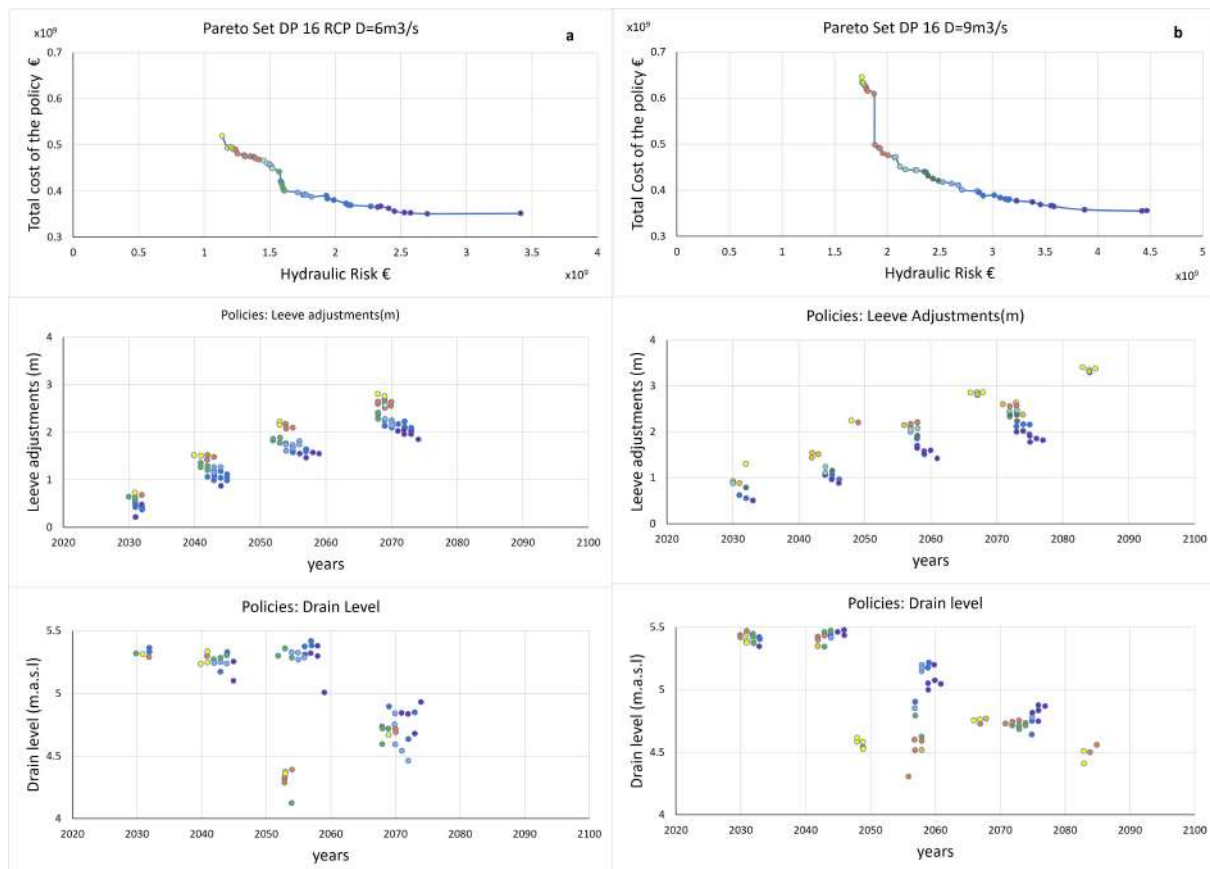 x10⁹
Pareto Set DP 16 RCP D=6m3/s
a
Total cost of the policy €
0.7
0.6
0.5
0.4
0.3
0 0.5 1 1.5 2 2.5 3 3.5 4
Hydraulic Risk €
x10⁹
x10⁹
Pareto Set DP 16 D=9m3/s
b
Total Cost of the policy €
0.7
0.6
0.5
0.4
0.3
0 0.5 1 1.5 2 2.5 3 3.5 4 4.5 5
Hydraulic Risk €
x10⁹
Policies: Leeve adjustments(m)
Leeve adjustments (m)
4
3
2
1
0
2020 2030 2040 2050 2060 2070 2080 2090 2100
years
Policies: Leeve Adjustments(m)
Leeve adjustments (m)
4
3
2
1
0
2020 2030 2040 2050 2060 2070 2080 2090 2100
years
Policies: Drain Level
Drain level (m.a.s.l)
5.5
5
4.5
4
2020 2030 2040 2050 2060 2070 2080 2090 2100
years
Policies: Drain level
Drain level (m.a.s.l)
5.5
5
4.5
4
2020 2030 2040 2050 2060 2070 2080 2090 2100
years